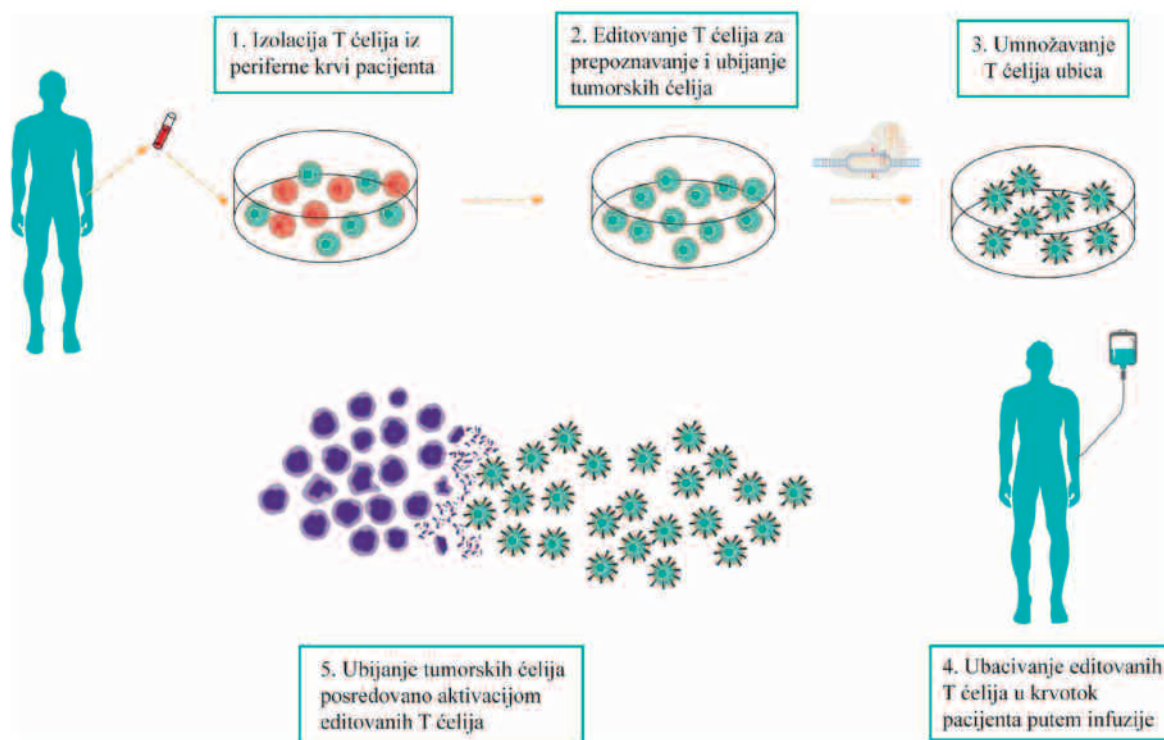 1. Izolacija T ćelija iz
periferne krvi pacijenta
2. Editovanje T ćelija za
prepoznavanje i ubijanje
tumorskih ćelija
3. Umnožavanje
T ćelija ubica
5. Ubijanje tumorskih ćelija
posredovano aktivacijom
editovanih T ćelija
4. Ubacivanje editovanih
T ćelija u krvotok
pacijenta putem infuzije